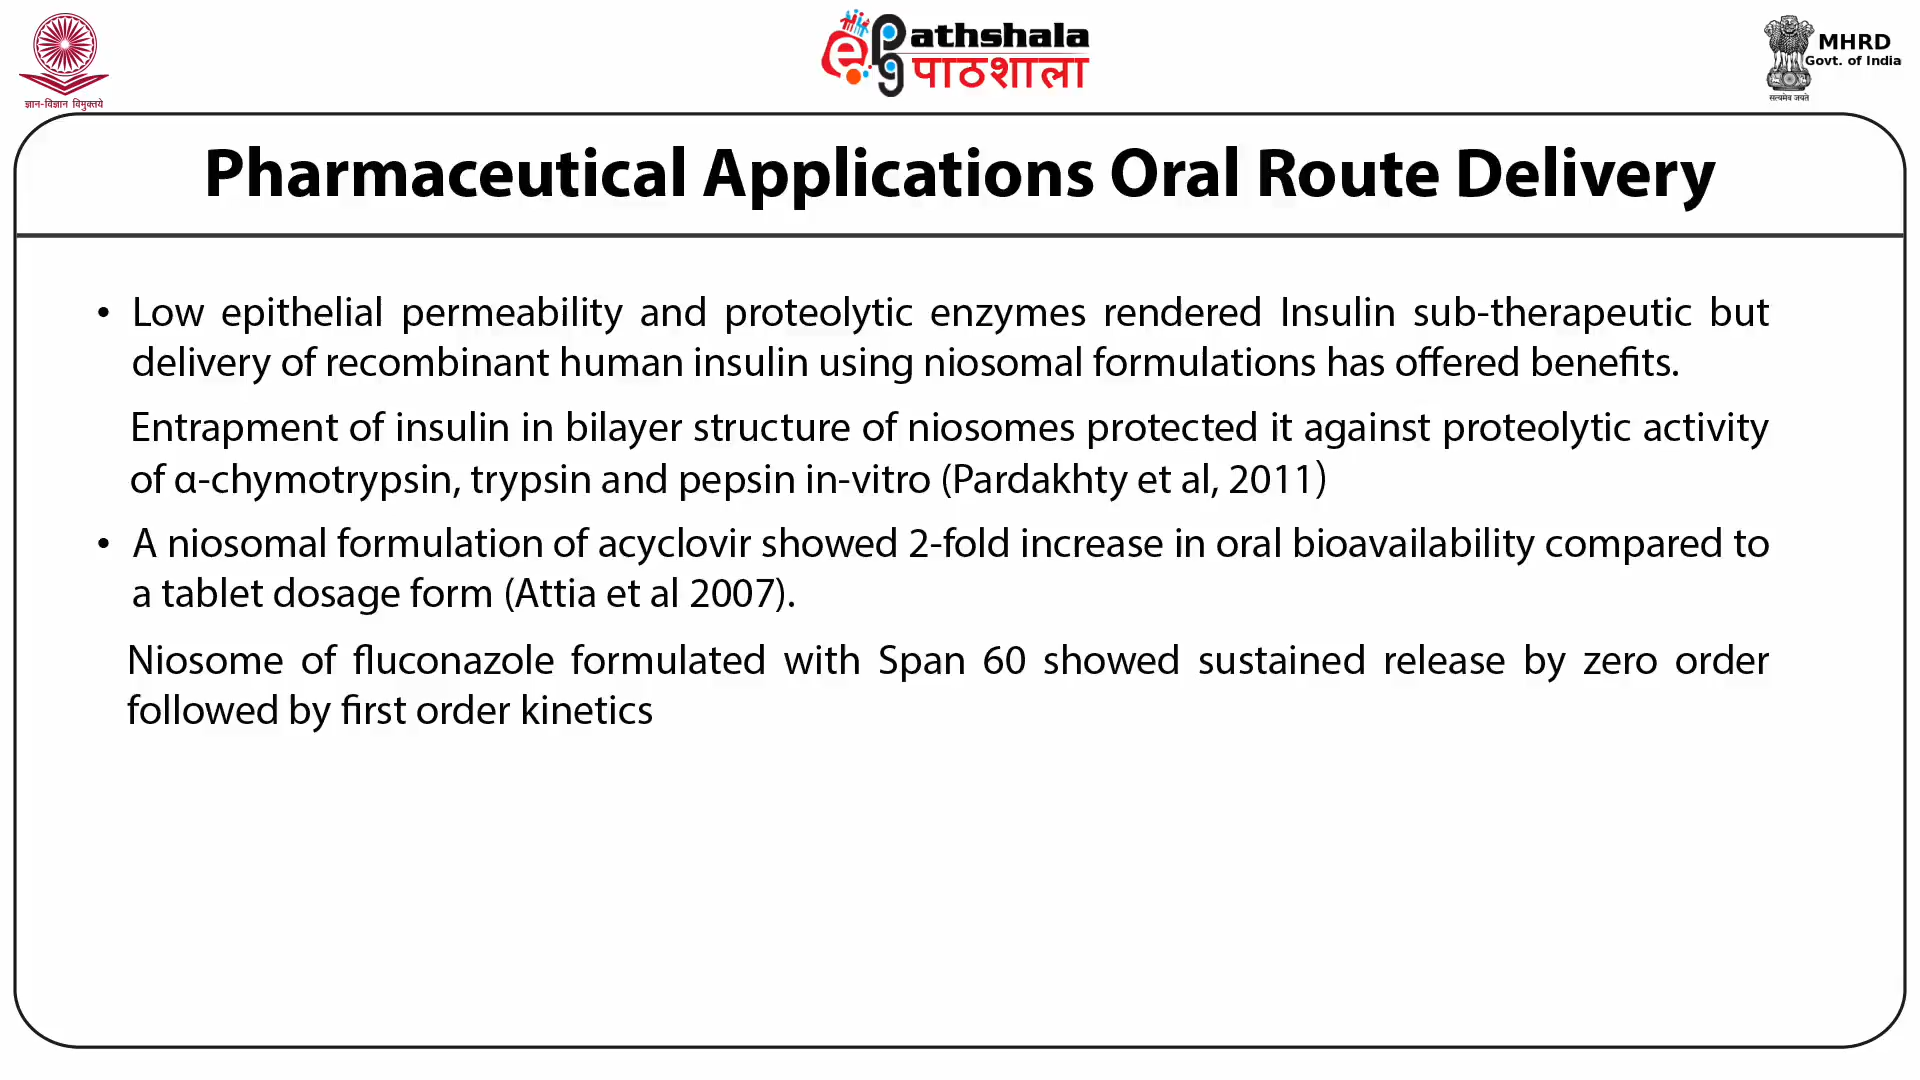 ज्ञान-विज्ञान विमुक्तये
ePG Pathshala
पाठशाला
MHRD
Govt. of India
सत्यमेव जयते
Pharmaceutical Applications Oral Route Delivery
• Low epithelial permeability and proteolytic enzymes rendered Insulin sub-therapeutic but
delivery of recombinant human insulin using niosomal formulations has offered benefits.
Entrapment of insulin in bilayer structure of niosomes protected it against proteolytic activity
of α-chymotrypsin, trypsin and pepsin in-vitro (Pardakhty et al, 2011)
• A niosomal formulation of acyclovir showed 2-fold increase in oral bioavailability compared to
a tablet dosage form (Attia et al 2007).
Niosome of fluconazole formulated with Span 60 showed sustained release by zero order
followed by first order kinetics